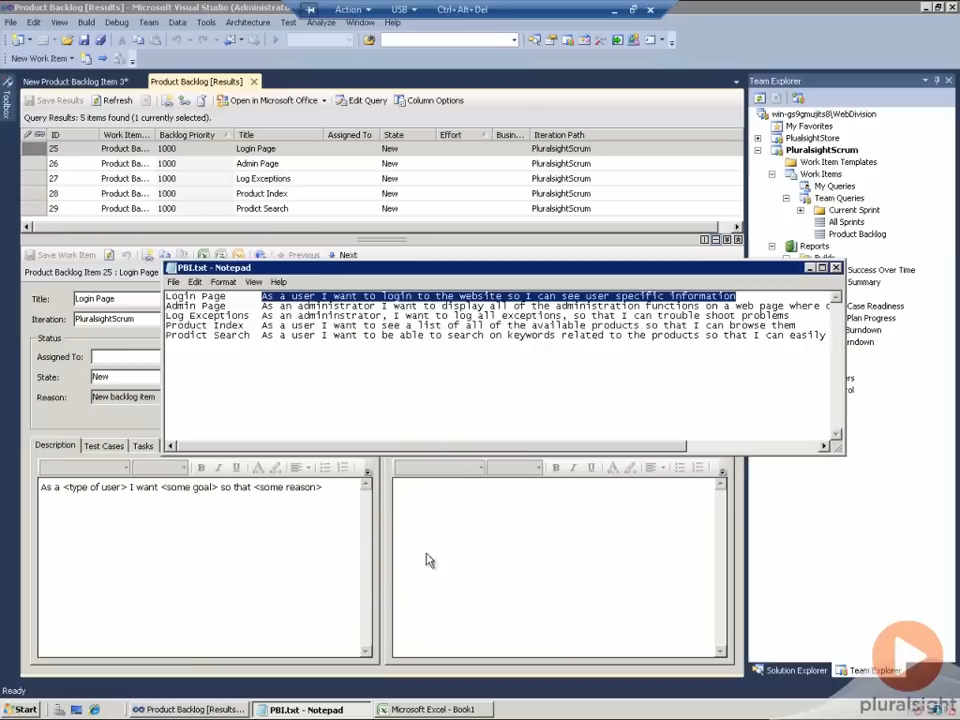 Product Backlog [Results] - Microsoft Visual Studio (Administrat
Action USB Ctrl+Alt+Del
File Edit View Build Debug Team Data Tools Architecture Test Analyze Window Help
New Work Item
New Product Backlog Item 3* Product Backlog [Results]
Team Explorer
Toolbox
Save Results Refresh Open in Microsoft Office Edit Query Column Options
Query Results: 5 items found (1 currently selected).
ID Work Item... Backlog Priority Title Assigned To State Effort Busin... Iteration Path
25 Product Ba... 1000 Login Page New PluralsightScrum
26 Product Ba... 1000 Admin Page New PluralsightScrum
27 Product Ba... 1000 Log Exceptions New PluralsightScrum
28 Product Ba... 1000 Product Index New PluralsightScrum
29 Product Ba... 1000 Prodict Search New PluralsightScrum
win-gs9gmujits8\WebDivision
My Favorites
PluralsightStore
PluralsightScrum
Work Item Templates
Work Items
My Queries
Team Queries
Current Sprint
All Sprints
Product Backlog
Reports
Builds
Success Over Time
Summary
Case Readiness
Plan Progress
Burndown
rndown
ers
ol
Save Work Item Previous Next
Product Backlog Item 25 : Login Page
Title: Login Page
Iteration: PluralsightScrum
Status
Assigned To:
State: New
Reason: New backlog item
PBI.txt - Notepad
File Edit Format View Help
Login Page As a user I want to login to the website so I can see user specific information
Admin Page As an administrator I want to display all of the administration functions on a web page where c
Log Exceptions As an admininstrator, I want to log all exceptions, so that I can trouble shoot problems
Product Index As a user I want to see a list of all of the available products so that I can browse them
Prodict Search As a user I want to be able to search on keywords related to the products so that I can easily
Description Test Cases Tasks
B I U
B I U
As a <type of user> I want <some goal> so that <some reason>
Solution Explorer Team Explorer
Ready
Start Product Backlog [Results... PBI.txt - Notepad Microsoft Excel - Book1
pluralsight